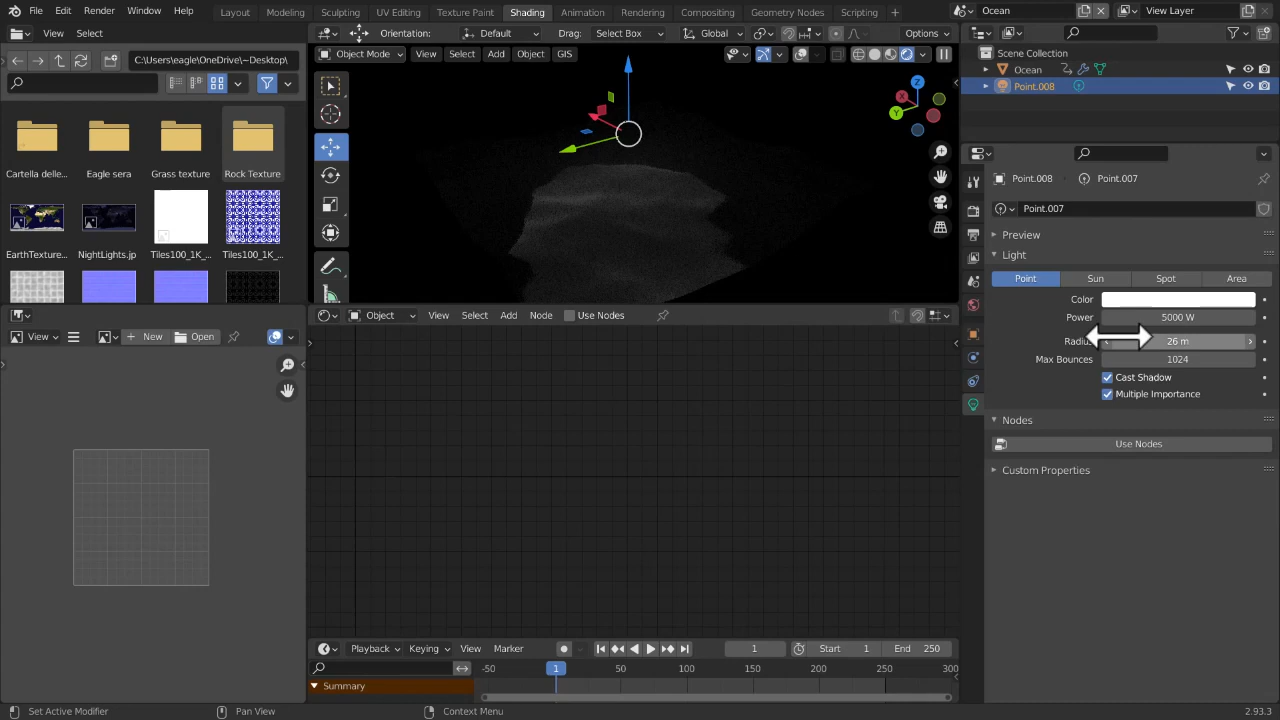 File Edit Render Window Help Layout Modeling Sculpting UV Editing Texture Paint Shading Animation Rendering Compositing Geometry Nodes Scripting + Ocean View Layer
View Select C:\Users\eagle\OneDrive\~Desktop\
Orientation: Default Drag: Select Box Global Options
Object Mode View Select Add Object GIS
Z
X
Y
Cartella delle... Eagle sera Grass texture Rock Texture
EarthTexture... NightLights.jp Tiles100_1K_... Tiles100_1K_...
View New Open
Object View Select Add Node Use Nodes
Playback Keying View Marker 1 Start 1 End 250
-50 1 50 100 150 200 250 300
Summary
Scene Collection
Ocean
Point.008
Point.008 Point.007
Point.007
Preview
Light
Point Sun Spot Area
Color
Power 5000 W
Radius 26 m
Max Bounces 1024
Cast Shadow
Multiple Importance
Nodes
Use Nodes
Custom Properties
Set Active Modifier Pan View Context Menu 2.93.3